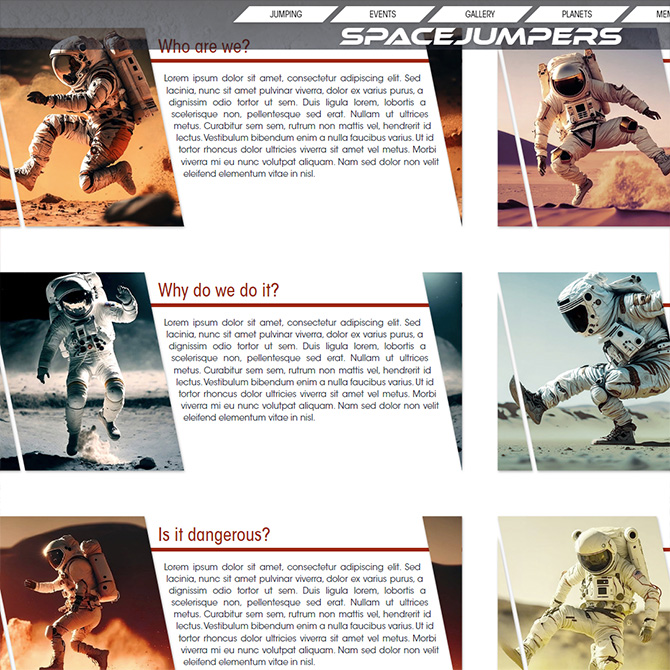 JUMPING EVENTS GALLERY PLANETS MEM
SPACEJUMPERS
Who are we?
Lorem ipsum dolor sit amet, consectetur adipiscing elit. Sed
lacinia, nunc sit amet pulvinar viverra, dolor ex varius purus, a
dignissim odio tortor ut sem. Duis ligula lorem, lobortis a
scelerisque non, pellentesque sed erat. Nullam ut ultrices
metus. Curabitur sem sem, rutrum non mattis vel, hendrerit id
lectus. Vestibulum bibendum enim a nulla faucibus varius. Ut id
tortor rhoncus dolor ultricies viverra vel sit amet metus. Morbi
viverra mi eu nunc volutpat aliquam. Nam sed dolor non velit
eleifend elementum vitae in nisl.
Why do we do it?
Lorem ipsum dolor sit amet, consectetur adipiscing elit. Sed
lacinia, nunc sit amet pulvinar viverra, dolor ex varius purus, a
dignissim odio tortor ut sem. Duis ligula lorem, lobortis a
scelerisque non, pellentesque sed erat. Nullam ut ultrices
metus. Curabitur sem sem, rutrum non mattis vel, hendrerit id
lectus. Vestibulum bibendum enim a nulla faucibus varius. Ut id
tortor rhoncus dolor ultricies viverra vel sit amet metus. Morbi
viverra mi eu nunc volutpat aliquam. Nam sed dolor non velit
eleifend elementum vitae in nisl.
Is it dangerous?
Lorem ipsum dolor sit amet, consectetur adipiscing elit. Sed
lacinia, nunc sit amet pulvinar viverra, dolor ex varius purus, a
dignissim odio tortor ut sem. Duis ligula lorem, lobortis a
scelerisque non, pellentesque sed erat. Nullam ut ultrices
metus. Curabitur sem sem, rutrum non mattis vel, hendrerit id
lectus. Vestibulum bibendum enim a nulla faucibus varius. Ut id
tortor rhoncus dolor ultricies viverra vel sit amet metus. Morbi
viverra mi eu nunc volutpat aliquam. Nam sed dolor non velit
eleifend elementum vitae in nisl.